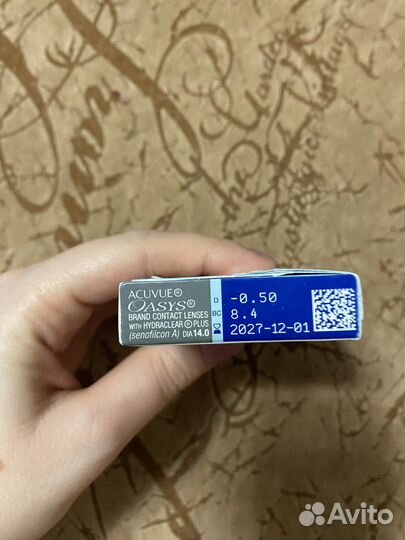 ACUVUE®
OASYS®
BRAND CONTACT LENSES
WITH HYDRACLEAR® PLUS
(senofilcon A) DIA 14.0
D -0.50
BC 8.4
2027-12-01
Avito